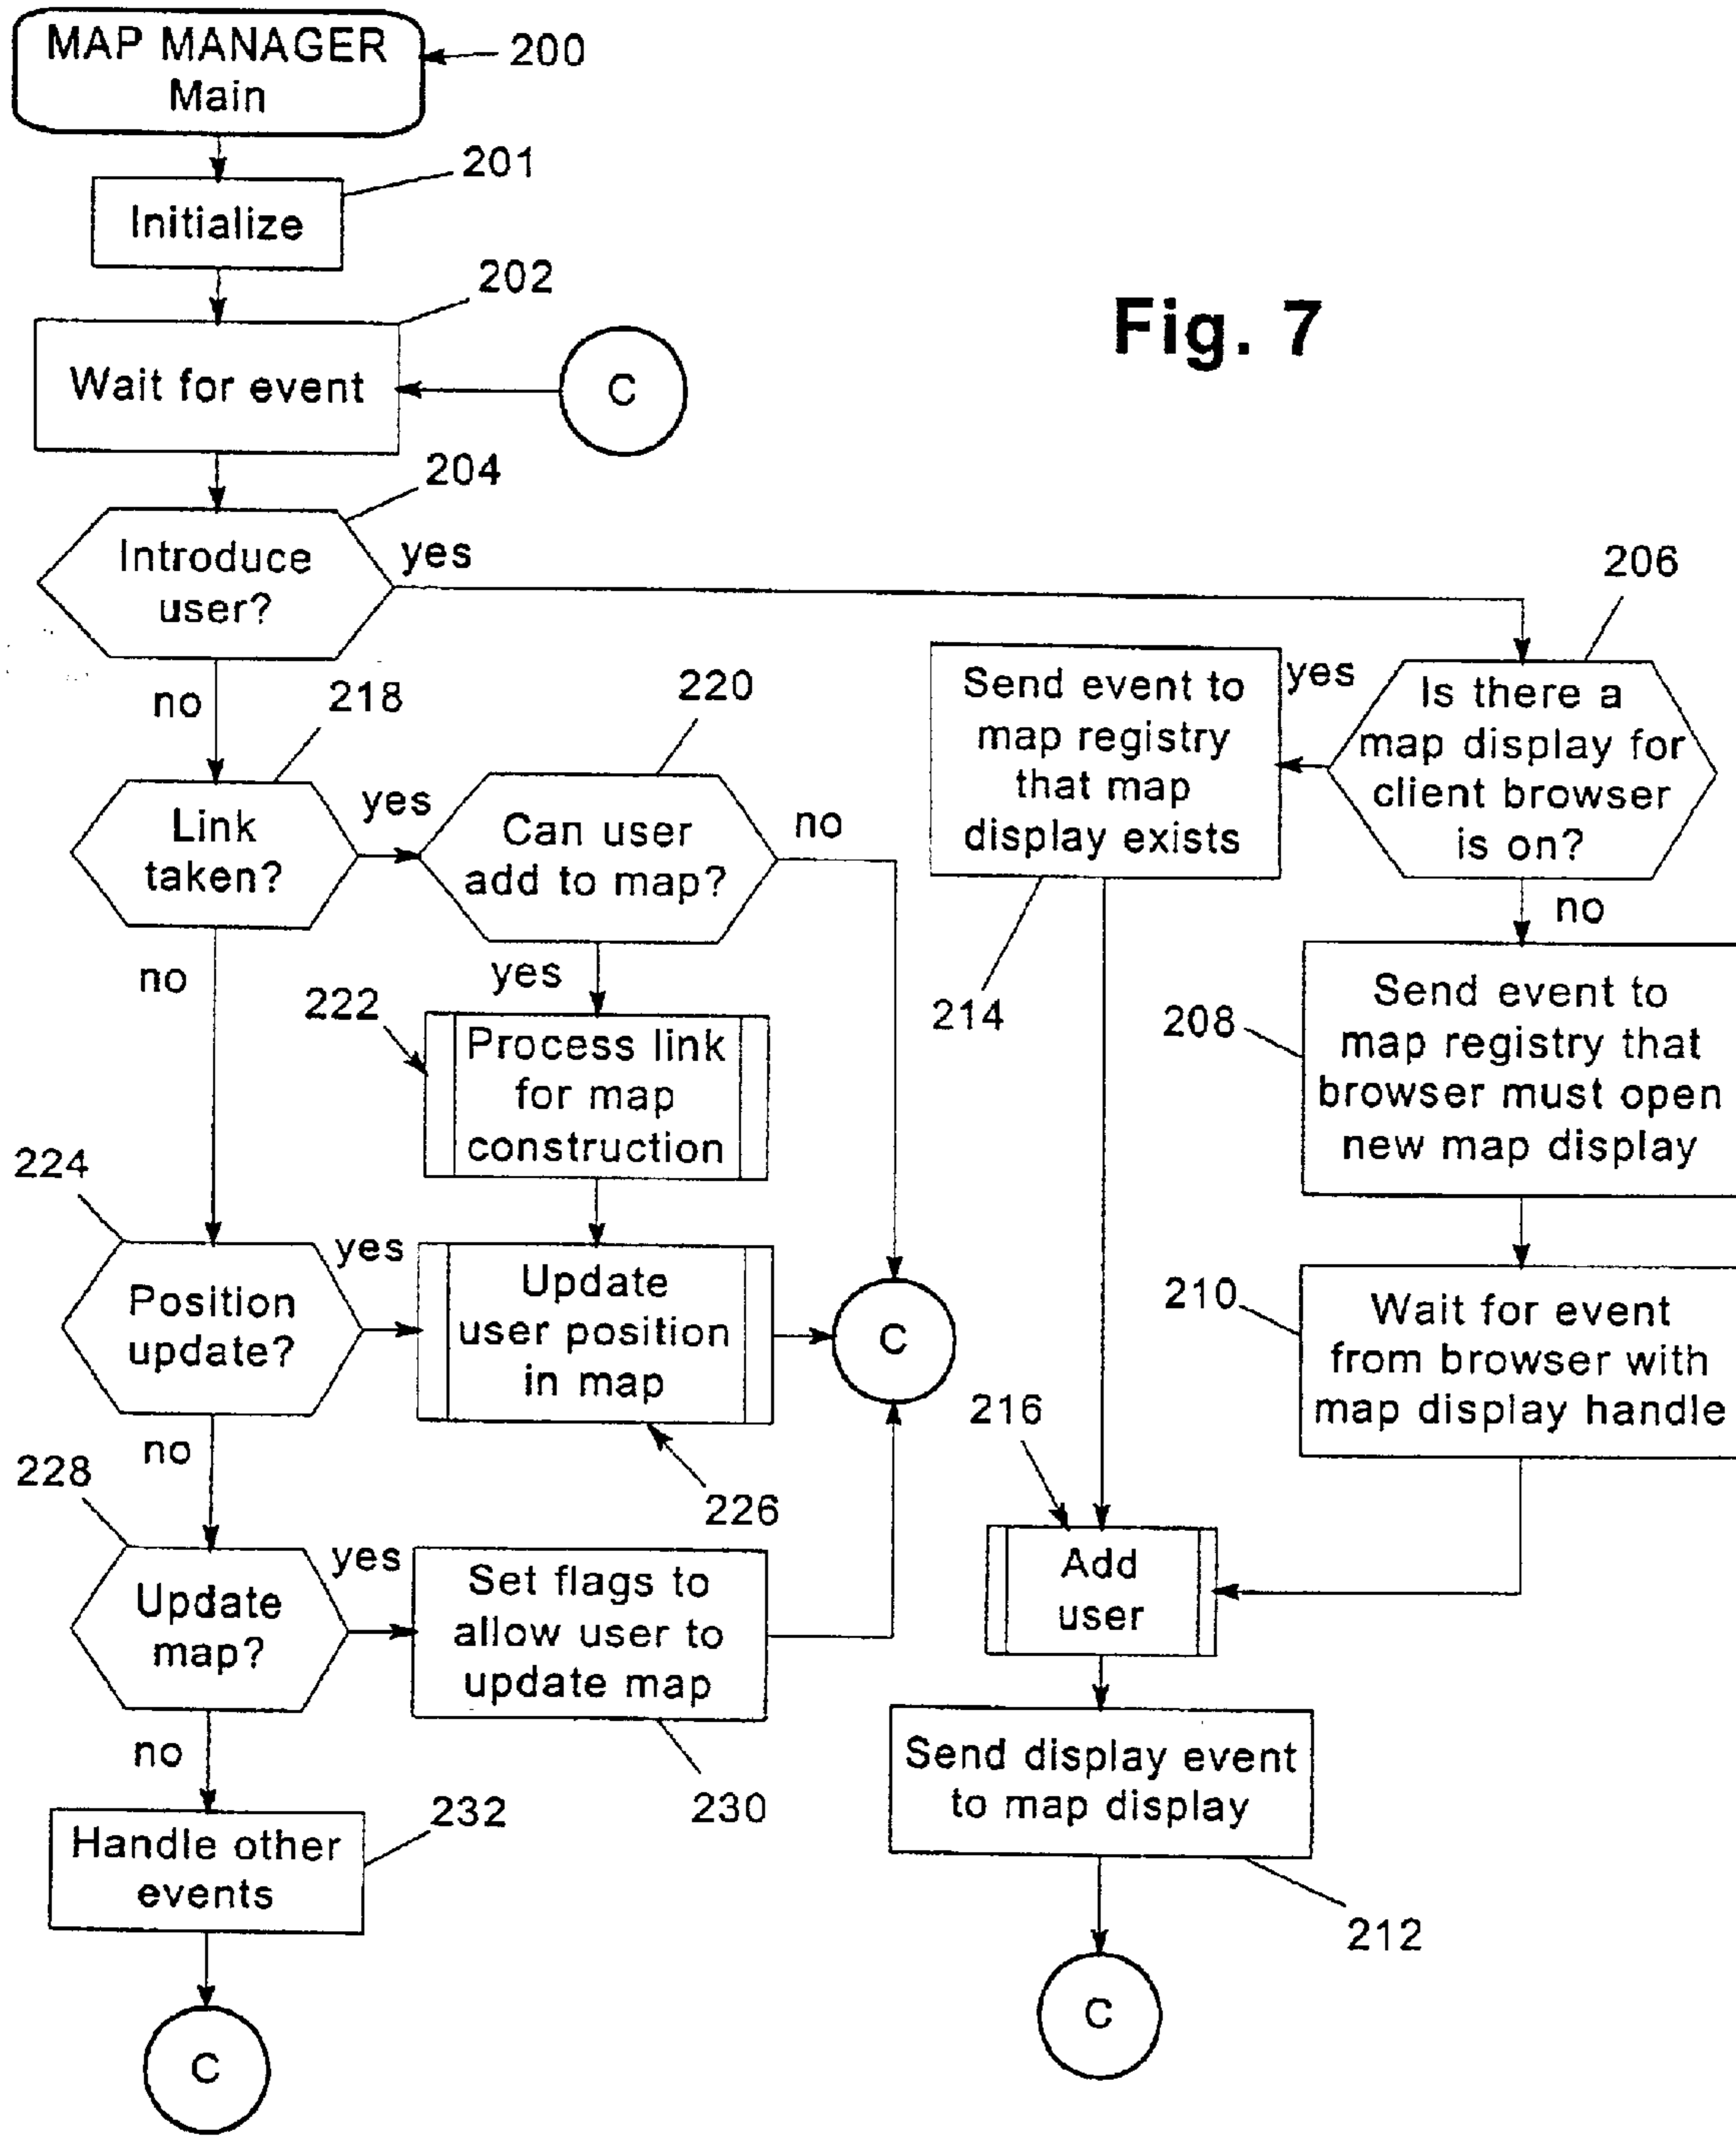 MAP MANAGER
Main
200
201
Initialize
202
Wait for event
C
Fig. 7
204
Introduce
user?
yes
no
206
Is there a
map display for
client browser
is on?
yes
no
Send event to
map registry
that map
display exists
214
218
Link
taken?
yes
no
220
Can user
add to map?
no
yes
222
Process link
for map
construction
208
Send event to
map registry that
browser must open
new map display
224
Position
update?
yes
no
Update
user position
in map
226
C
210
Wait for event
from browser with
map display handle
216
Add
user
228
Update
map?
yes
no
Set flags to
allow user to
update map
230
Send display event
to map display
212
232
Handle other
events
C
C